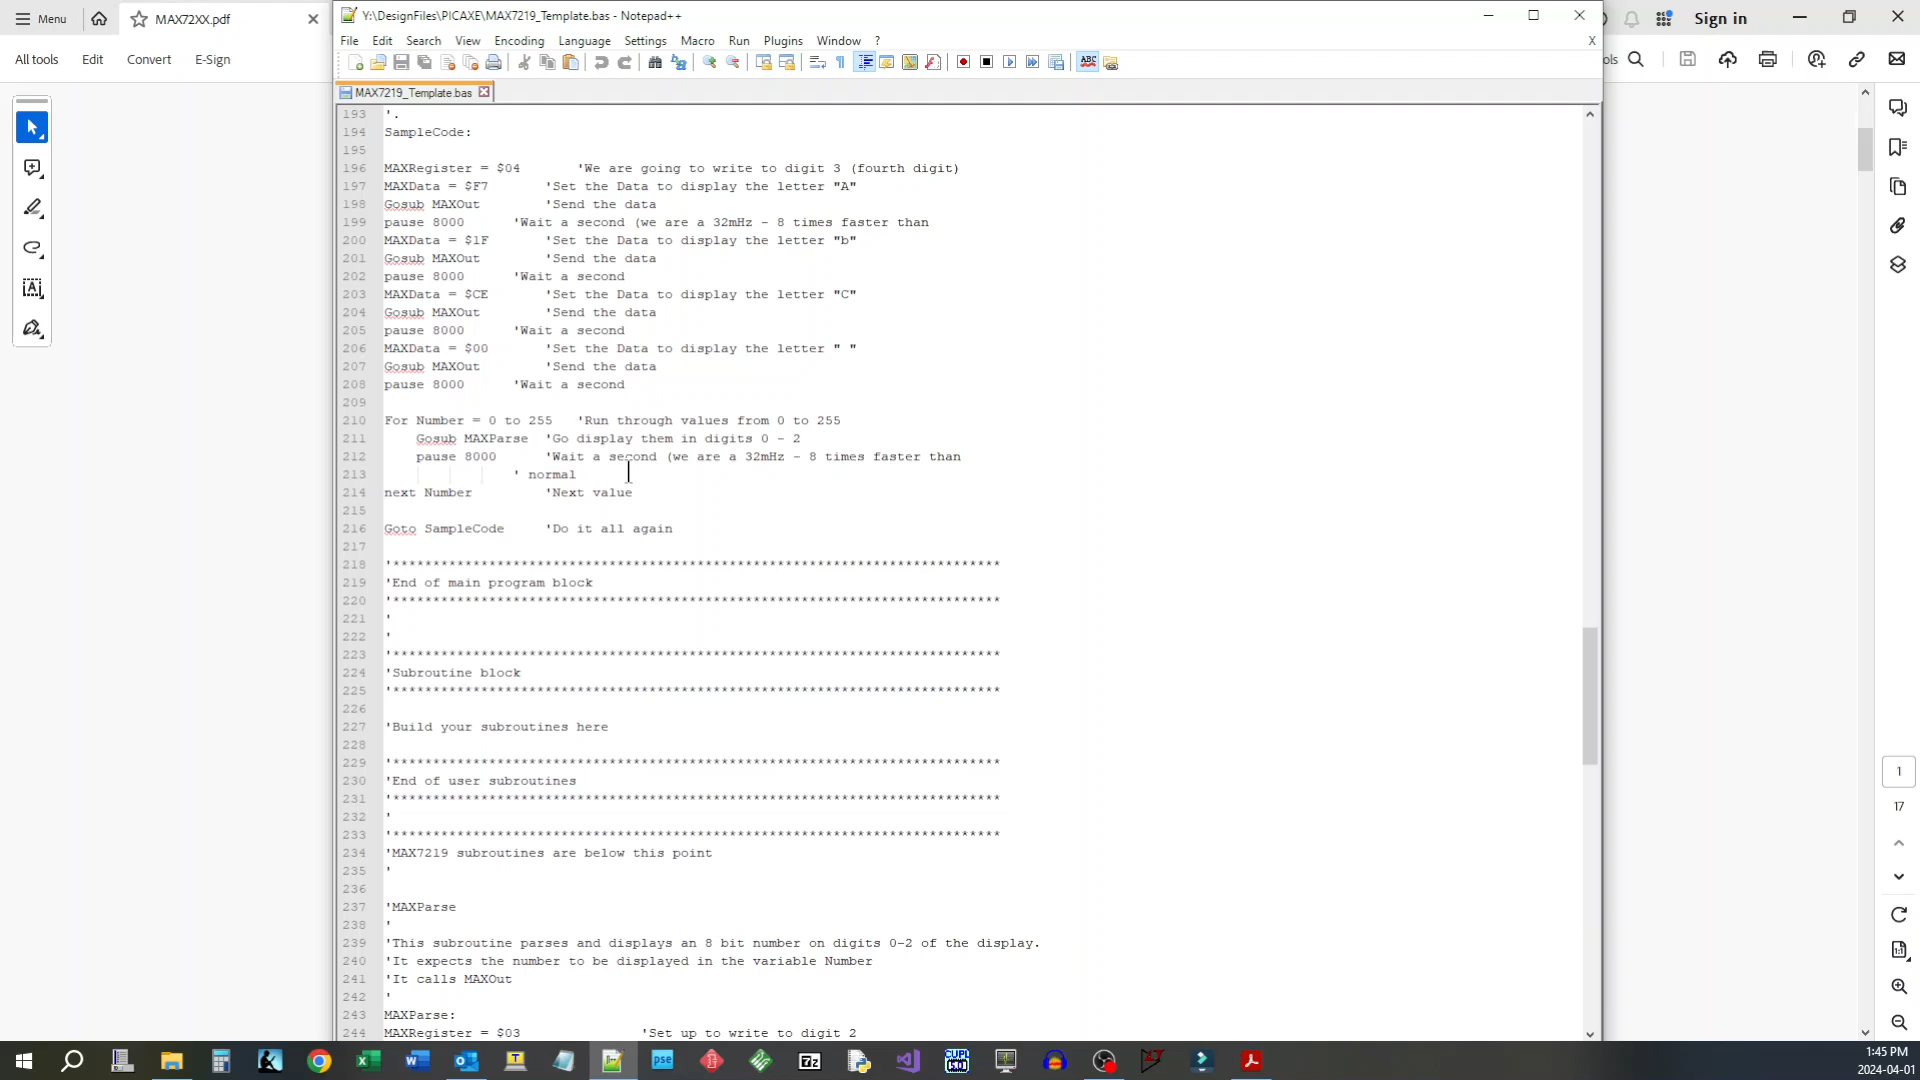 Menu
MAX72XX.pdf
Y:\DesignFiles\PICAXE\MAX7219_Template.bas - Notepad++
Sign in
File Edit Search View Encoding Language Settings Macro Run Plugins Window ? X
All tools Edit Convert E-Sign
ols
MAX7219_Template.bas
193 '.
194 SampleCode:
195
196 MAXRegister = $04 'We are going to write to digit 3 (fourth digit)
197 MAXData = $F7 'Set the Data to display the letter "A"
198 Gosub MAXOut 'Send the data
199 pause 8000 'Wait a second (we are a 32mHz - 8 times faster than
200 MAXData = $1F 'Set the Data to display the letter "b"
201 Gosub MAXOut 'Send the data
202 pause 8000 'Wait a second
203 MAXData = $CE 'Set the Data to display the letter "C"
204 Gosub MAXOut 'Send the data
205 pause 8000 'Wait a second
206 MAXData = $00 'Set the Data to display the letter " "
207 Gosub MAXOut 'Send the data
208 pause 8000 'Wait a second
209
210 For Number = 0 to 255 'Run through values from 0 to 255
211 Gosub MAXParse 'Go display them in digits 0 - 2
212 pause 8000 'Wait a second (we are a 32mHz - 8 times faster than
213 ' normal
214 next Number 'Next value
215
216 Goto SampleCode 'Do it all again
217
218 '****************************************************************************
219 'End of main program block
220 '****************************************************************************
221 '
222 '
223 '****************************************************************************
224 'Subroutine block
225 '****************************************************************************
226
227 'Build your subroutines here
228
229 '****************************************************************************
230 'End of user subroutines
231 '****************************************************************************
232 '
233 '****************************************************************************
234 'MAX7219 subroutines are below this point
235 '
236
237 'MAXParse
238 '
239 'This subroutine parses and displays an 8 bit number on digits 0-2 of the display.
240 'It expects the number to be displayed in the variable Number
241 'It calls MAXOut
242 '
243 MAXParse:
244 MAXRegister = $03 'Set up to write to digit 2
1
17
1:45 PM
2024-04-01